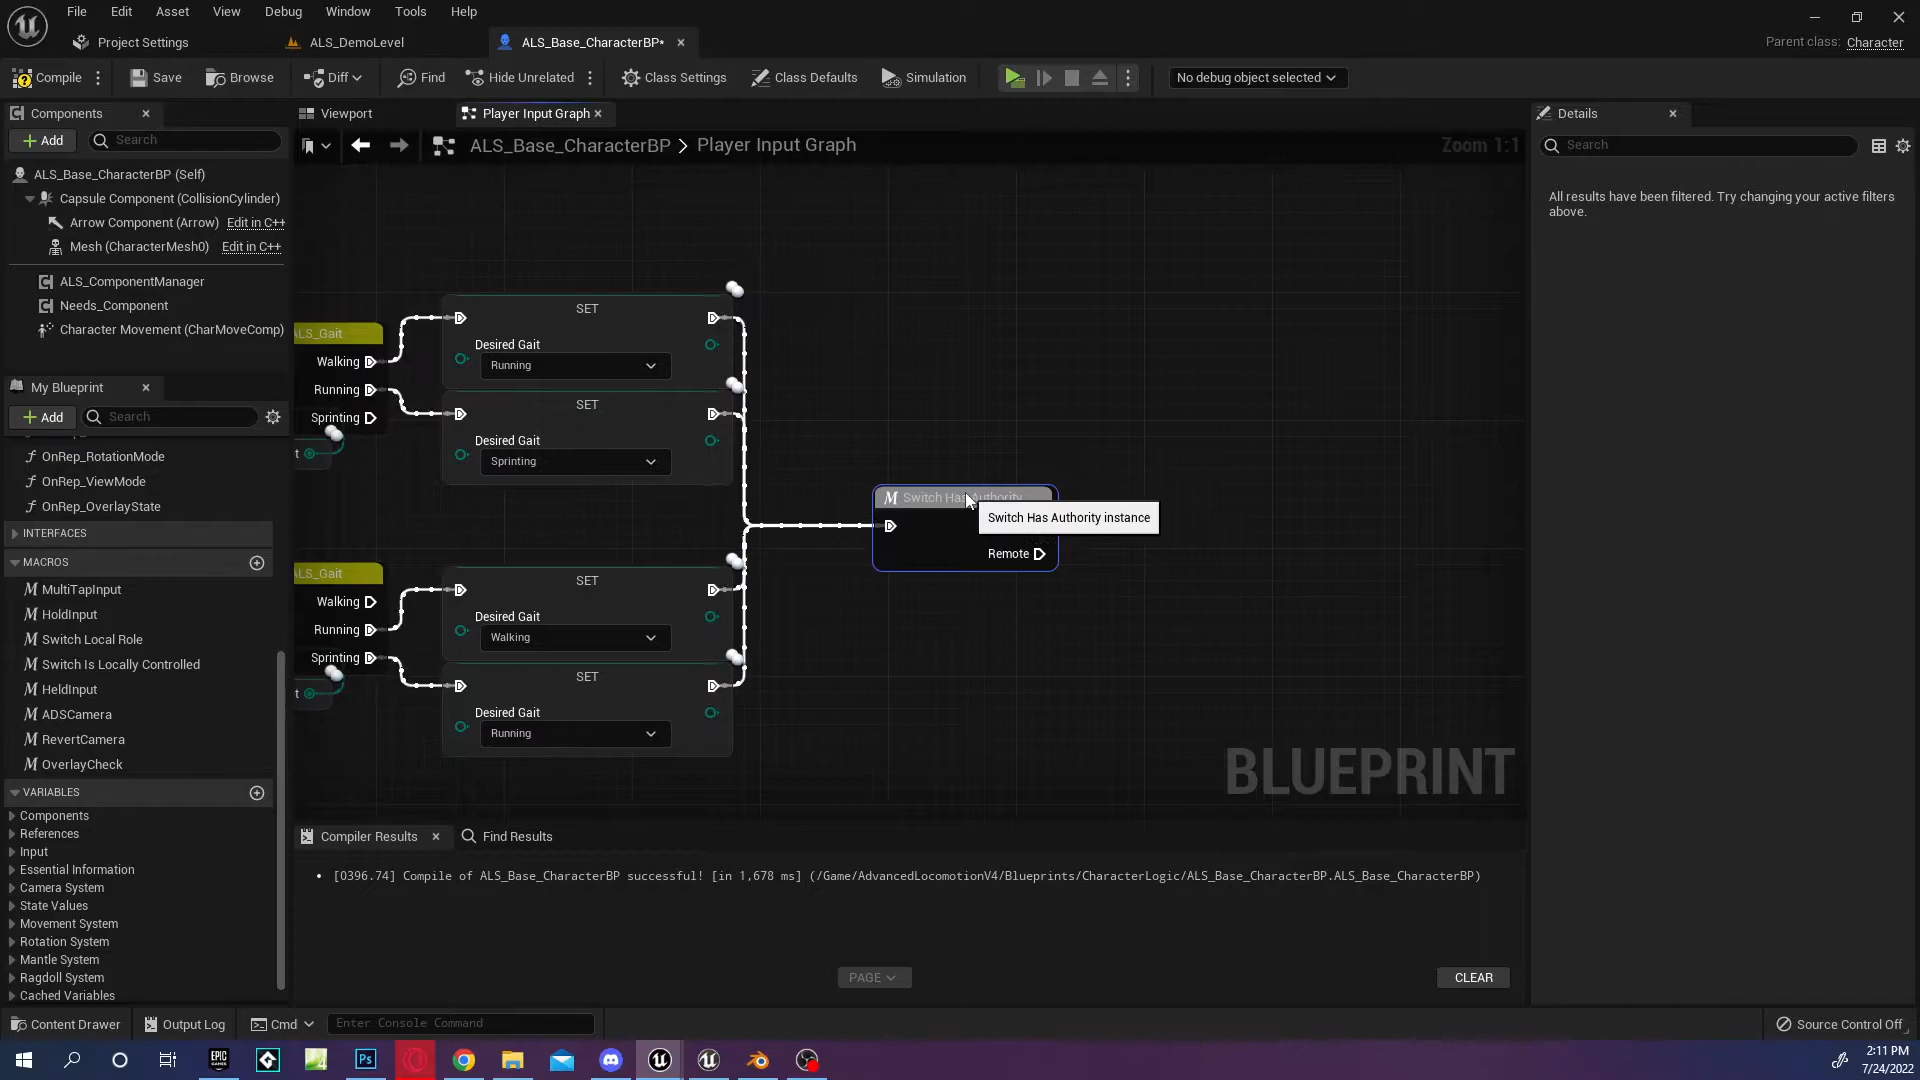 File Edit Asset View Debug Window Tools Help
Project Settings
ALS_DemoLevel
ALS_Base_CharacterBP*
Parent class: Character
Compile
Save
Browse
Diff
Find
Hide Unrelated
Class Settings
Class Defaults
Simulation
No debug object selected
Components
Add
Search
ALS_Base_CharacterBP (Self)
Capsule Component (CollisionCylinder)
Arrow Component (Arrow) Edit in C++
Mesh (CharacterMesh0) Edit in C++
ALS_ComponentManager
Needs_Component
Character Movement (CharMoveComp)
My Blueprint
Add
Search
OnRep_RotationMode
OnRep_ViewMode
OnRep_OverlayState
INTERFACES
MACROS
MultiTapInput
HoldInput
Switch Local Role
Switch Is Locally Controlled
HeldInput
ADSCamera
RevertCamera
OverlayCheck
VARIABLES
Components
References
Input
Essential Information
Camera System
State Values
Movement System
Rotation System
Mantle System
Ragdoll System
Cached Variables
Viewport
Player Input Graph
ALS_Base_CharacterBP > Player Input Graph
Zoom 1:1
ALS_Gait
Walking
Running
Sprinting
t
SET
Desired Gait
Running
SET
Desired Gait
Sprinting
ALS_Gait
Walking
Running
Sprinting
t
SET
Desired Gait
Walking
SET
Desired Gait
Running
Switch Has Authority
Switch Has Authority instance
Remote
BLUEPRINT
Compiler Results
Find Results
[0396.74] Compile of ALS_Base_CharacterBP successful! [in 1,678 ms] (/Game/AdvancedLocomotionV4/Blueprints/CharacterLogic/ALS_Base_CharacterBP.ALS_Base_CharacterBP)
PAGE
CLEAR
Details
Search
All results have been filtered. Try changing your active filters
above.
Content Drawer
Output Log
Cmd
Enter Console Command
Source Control Off
EPIC
GAMES
Ps
2:11 PM
7/24/2022